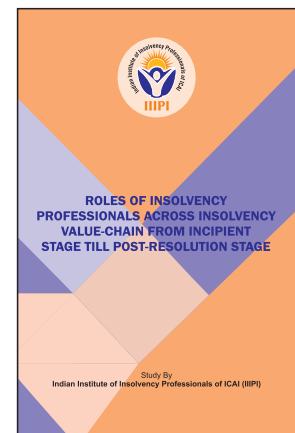 Indian Institute of Insolvency Professionals of ICAI
IIIPI
ROLES OF INSOLVENCY
PROFESSIONALS ACROSS INSOLVENCY
VALUE-CHAIN FROM INCIPIENT
STAGE TILL POST-RESOLUTION STAGE
Study By
Indian Institute of Insolvency Professionals of ICAI (IIIPI)